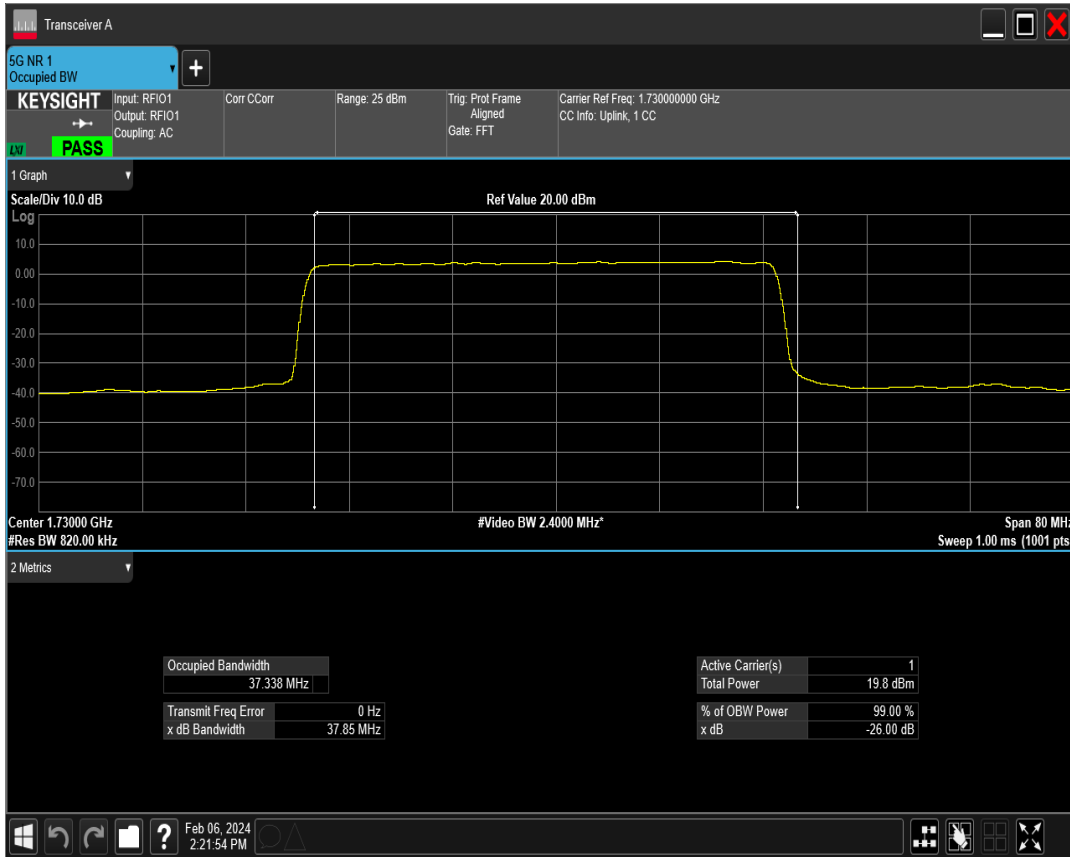 Transceiver A
5G NR 1
Occupied BW
+
KEYSIGHT
LXI
PASS
Input: RFIO1
Output: RFIO1
Coupling: AC
Corr CCorr
Range: 25 dBm
Trig: Prot Frame
Aligned
Gate: FFT
Carrier Ref Freq: 1.730000000 GHz
CC Info: Uplink, 1 CC
1 Graph
Scale/Div 10.0 dB
Ref Value 20.00 dBm
Log
10.0
0.00
-10.0
-20.0
-30.0
-40.0
-50.0
-60.0
-70.0
Center 1.73000 GHz
#Video BW 2.4000 MHz*
Span 80 MHz
#Res BW 820.00 kHz
Sweep 1.00 ms (1001 pts
2 Metrics
Occupied Bandwidth
37.338 MHz
Transmit Freq Error 0 Hz
x dB Bandwidth 37.85 MHz
Active Carrier(s) 1
Total Power 19.8 dBm
% of OBW Power 99.00 %
x dB -26.00 dB
?
Feb 06, 2024
2:21:54 PM